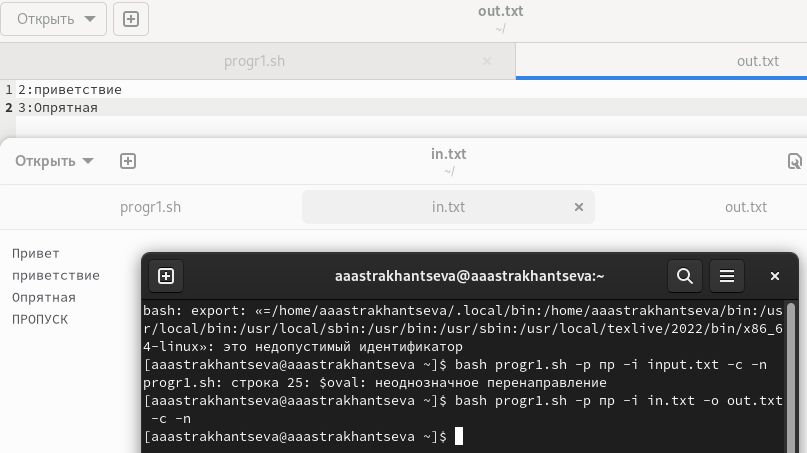 Открыть
out.txt
~/
progr1.sh
out.txt
1 2:приветствие
2 3:Опрятная
Открыть
in.txt
~/
progr1.sh
in.txt
out.txt
Привет
приветствие
Опрятная
ПРОПУСК
aaastrakhantseva@aaastrakhantseva:~
bash: export: «=/home/aaastrakhantseva/.local/bin:/home/aaastrakhantseva/bin:/us
r/local/bin:/usr/local/sbin:/usr/bin:/usr/sbin:/usr/local/texlive/2022/bin/x86_6
4-linux»: это недопустимый идентификатор
[aaastrakhantseva@aaastrakhantseva ~]$ bash progr1.sh -p пр -i input.txt -c -n
progr1.sh: строка 25: $oval: неоднозначное перенаправление
[aaastrakhantseva@aaastrakhantseva ~]$ bash progr1.sh -p пр -i in.txt -o out.txt
-c -n
[aaastrakhantseva@aaastrakhantseva ~]$